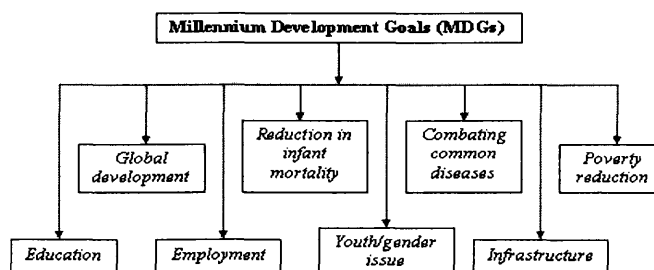 Millennium Development Goals (MDGs)
Global
development
Reduction in
infant
mortality
Combating
common
diseases
Poverty
reduction
Education
Employment
Youth/gender
issue
Infrastructure